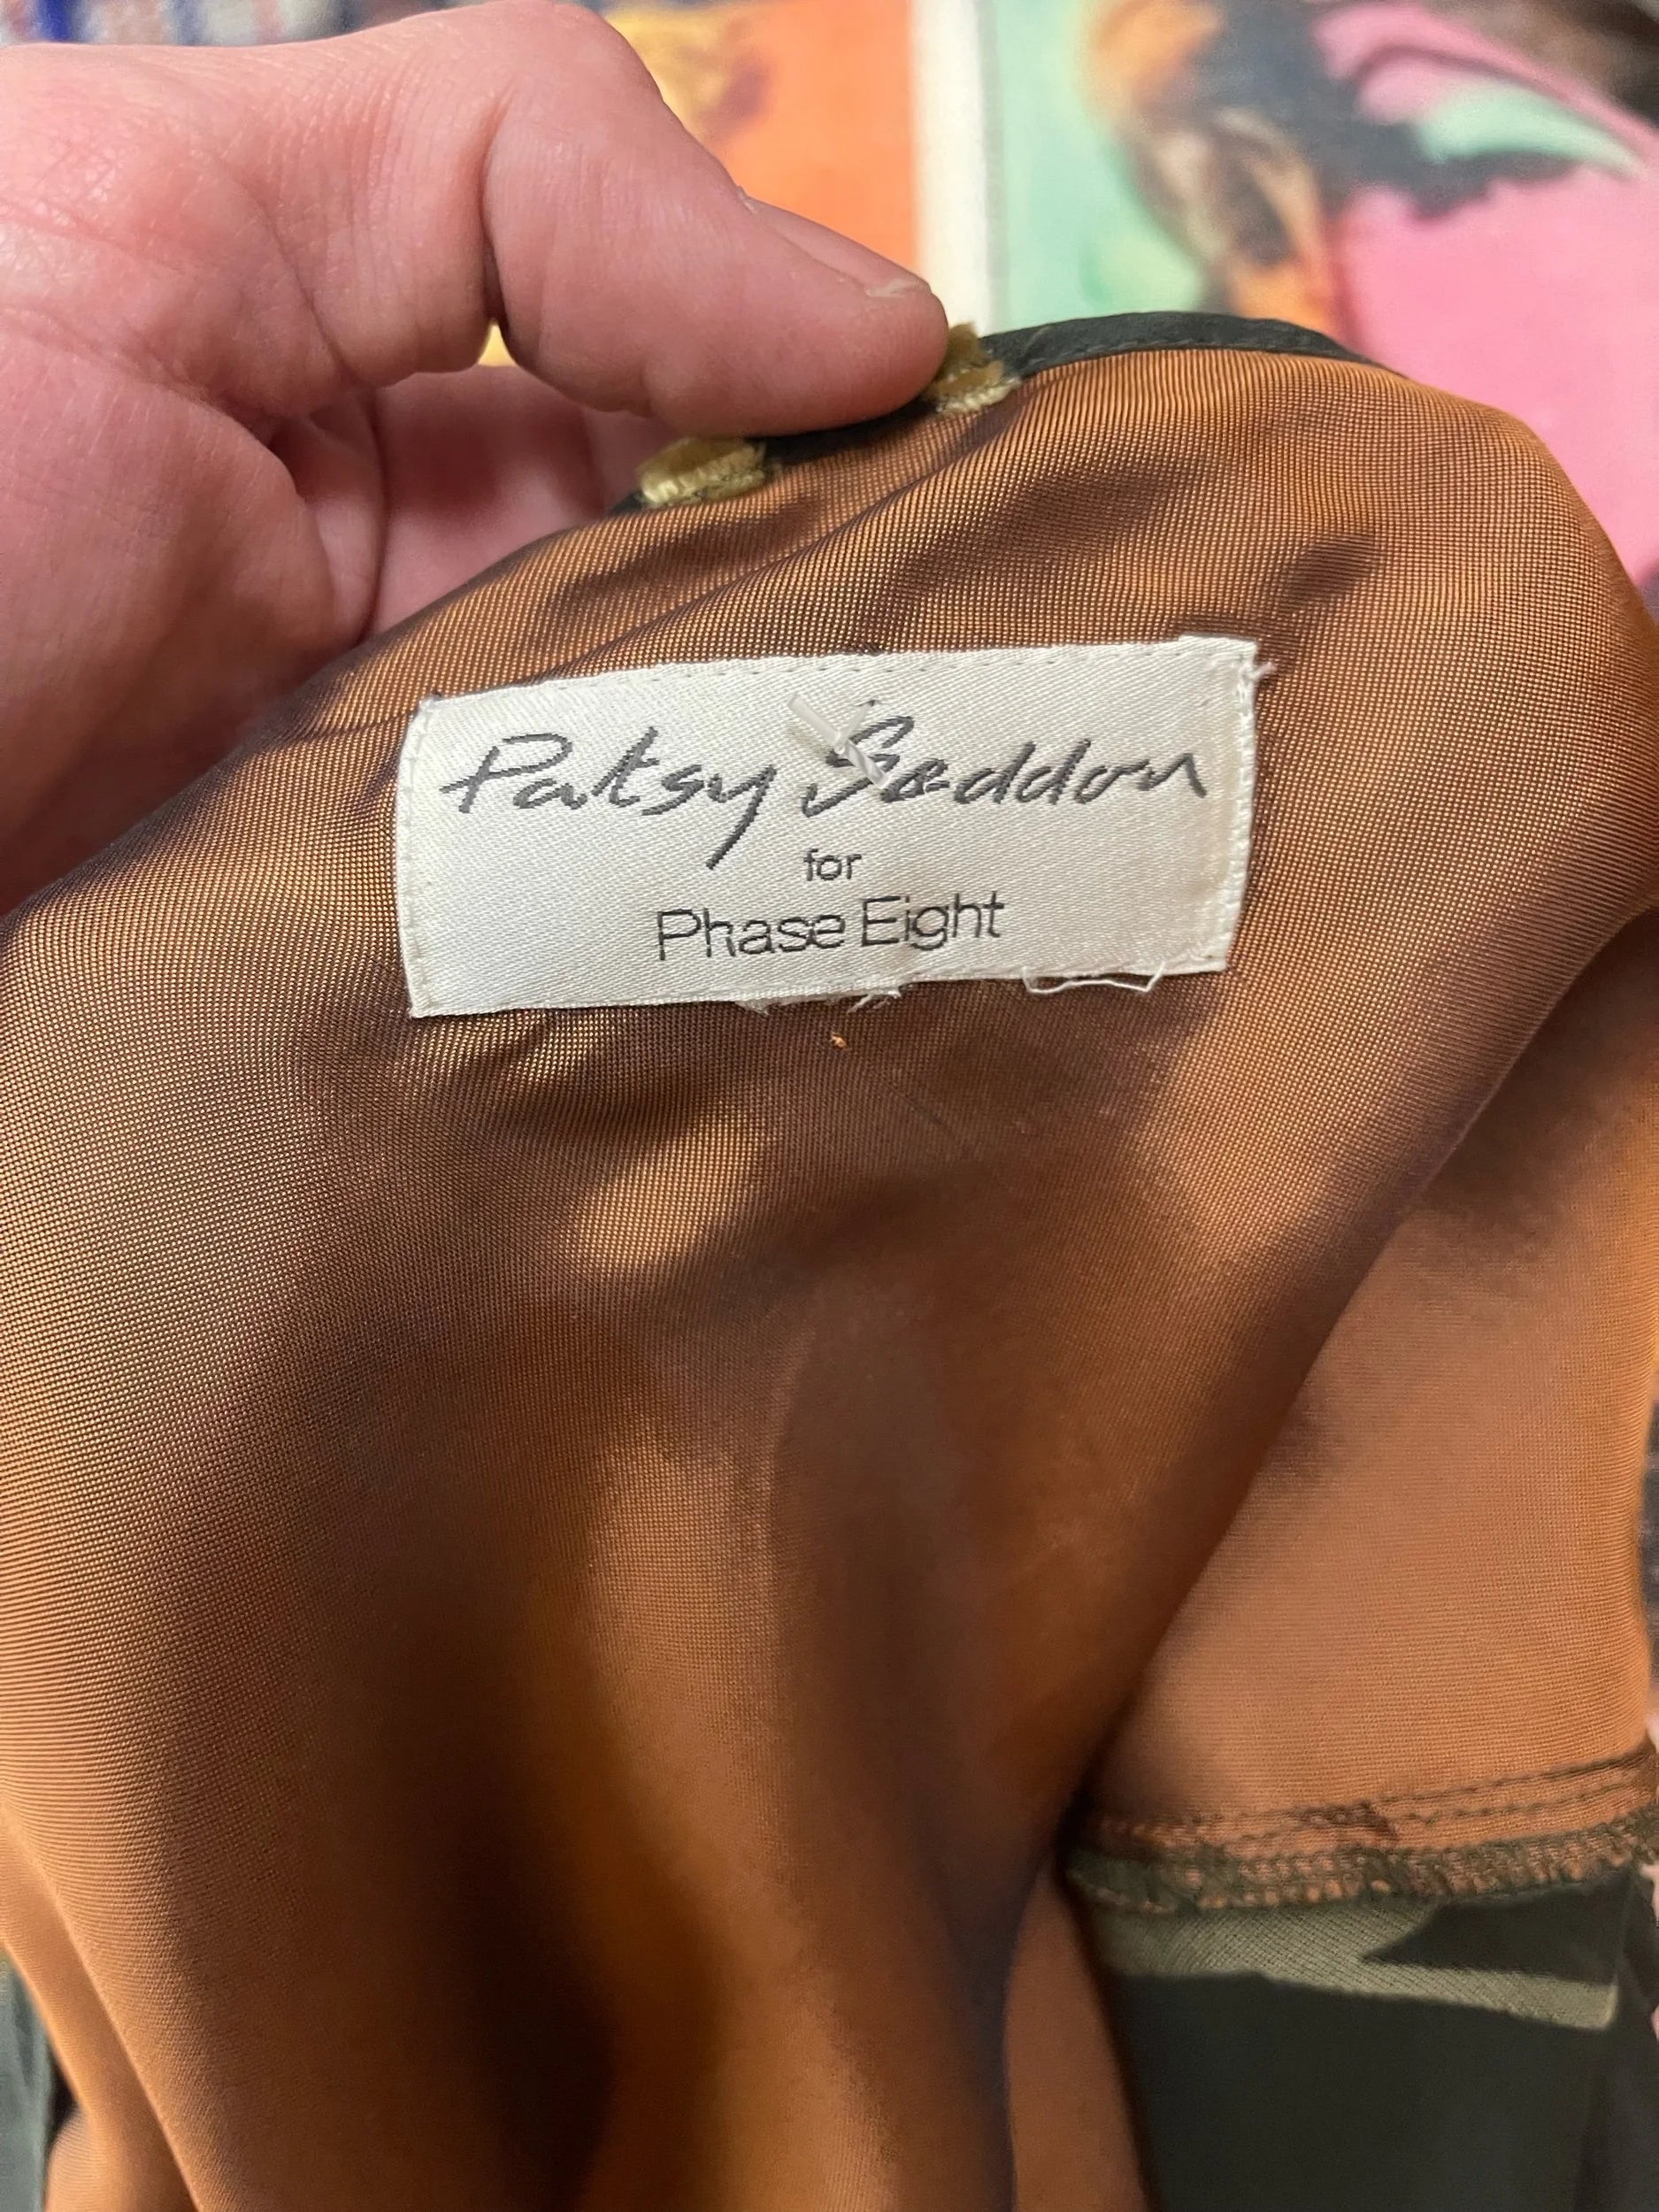 Patsy Seddon
for
Phase Eight